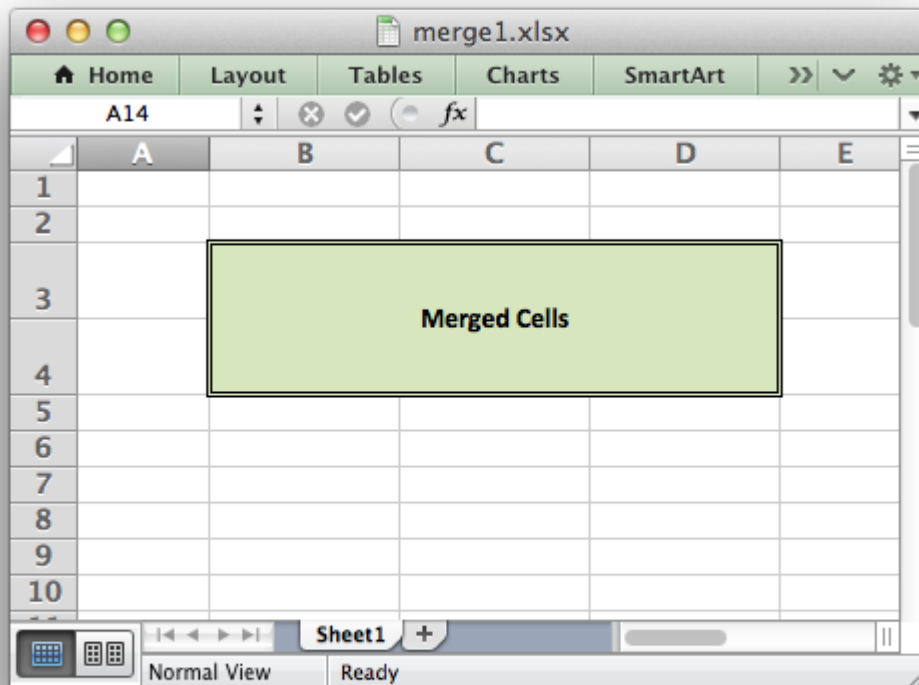 merge1.xlsx
Home Layout Tables Charts SmartArt
A14 fx
A B C D E
1
2
3
Merged Cells
4
5
6
7
8
9
10
Sheet1 +
Normal View Ready